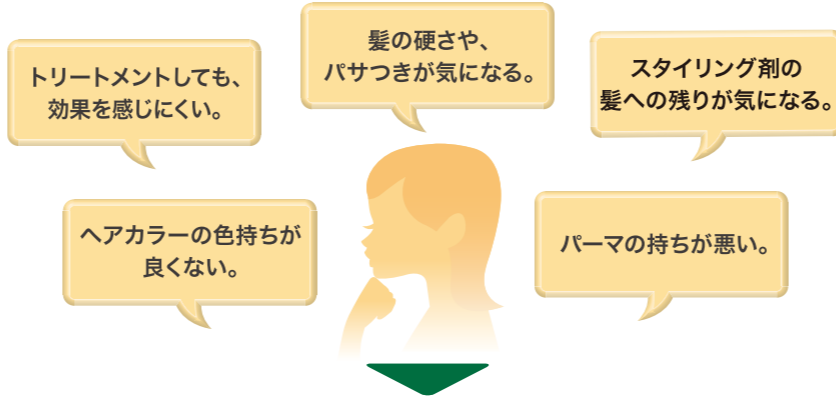 トリートメントしても、
効果を感じにくい。
髪の硬さや、
パサつきが気になる。
スタイリング剤の
髪への残りが気になる。
ヘアカラーの色持ちが
良くない。
パーマの持ちが悪い。